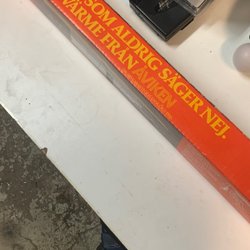 SOM ALDRIG SÄGER NEJ.
VÄRME FRÅN AVIKEN